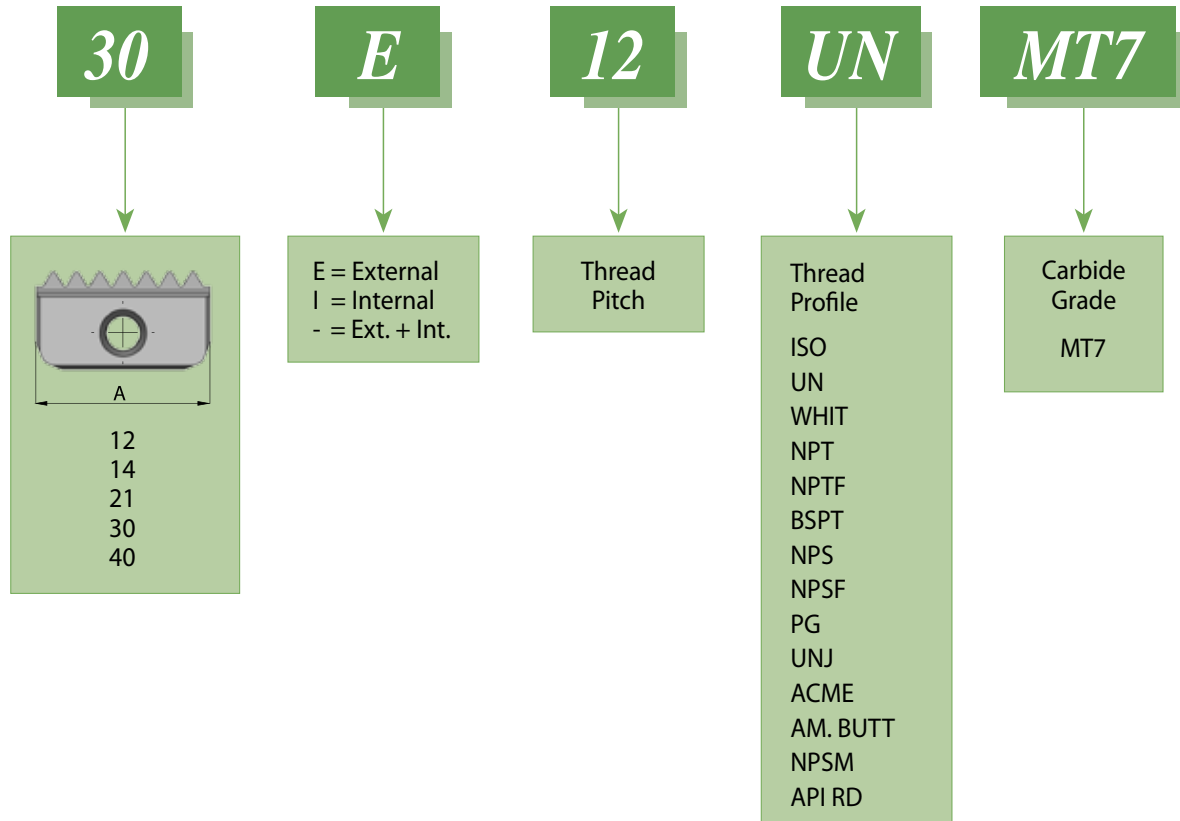 30
E
12
UN
MT7
A
12
14
21
30
40
E = External
I = Internal
- = Ext. + Int.
Thread
Pitch
Thread
Profile
ISO
UN
WHIT
NPT
NPTF
BSPT
NPS
NPSF
PG
UNJ
ACME
AM. BUTT
NPSM
API RD
Carbide
Grade
MT7